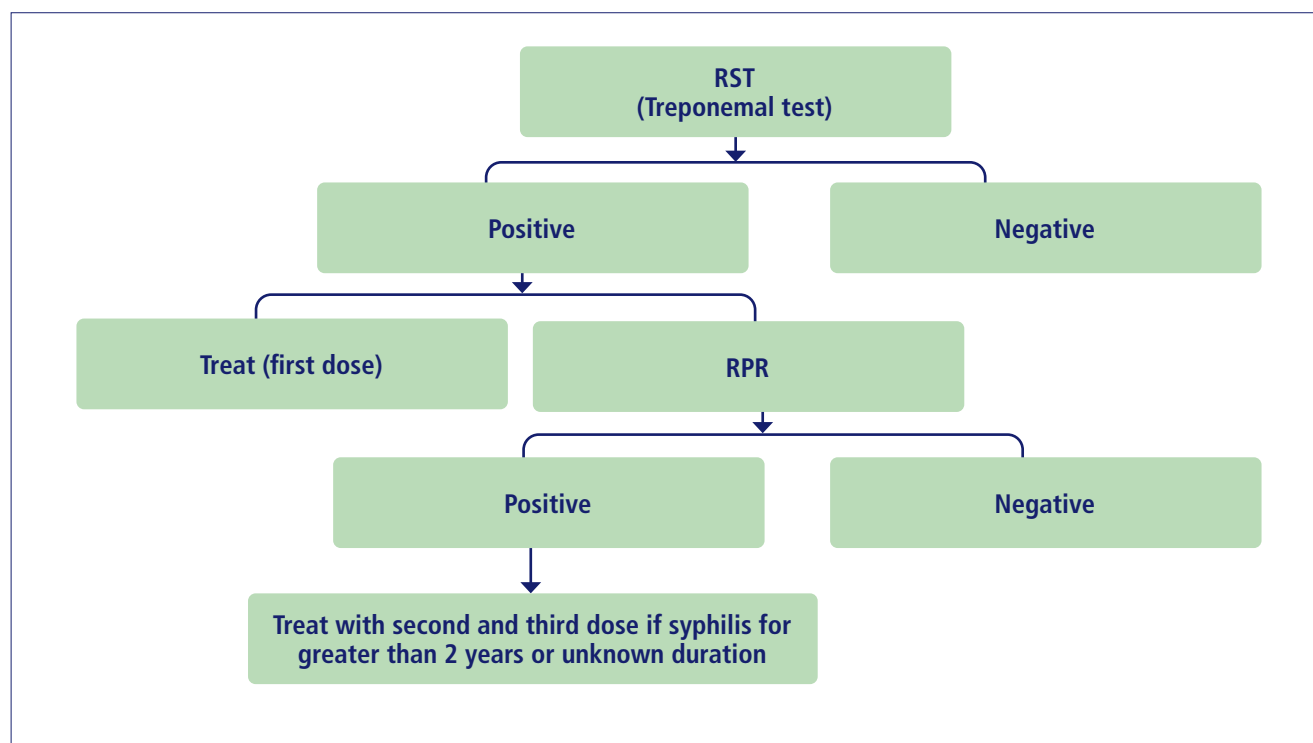 RST
(Treponemal test)
Positive
Negative
Treat (first dose)
RPR
Positive
Negative
Treat with second and third dose if syphilis for
greater than 2 years or unknown duration